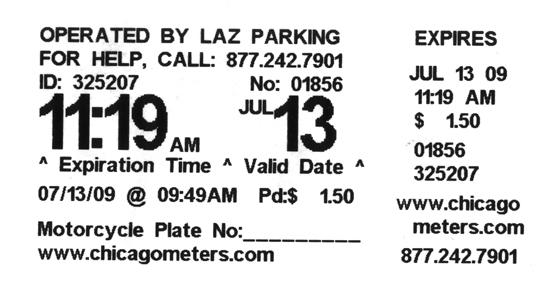 OPERATED BY LAZ PARKING
FOR HELP, CALL: 877.242.7901
ID: 325207 No: 01856
11:19 AM JUL 13
^ Expiration Time ^ Valid Date ^
07/13/09 @ 09:49AM Pd:$ 1.50
Motorcycle Plate No:__________
www.chicagometers.com
EXPIRES
JUL 13 09
11:19 AM
$ 1.50
01856
325207
www.chicago
meters.com
877.242.7901